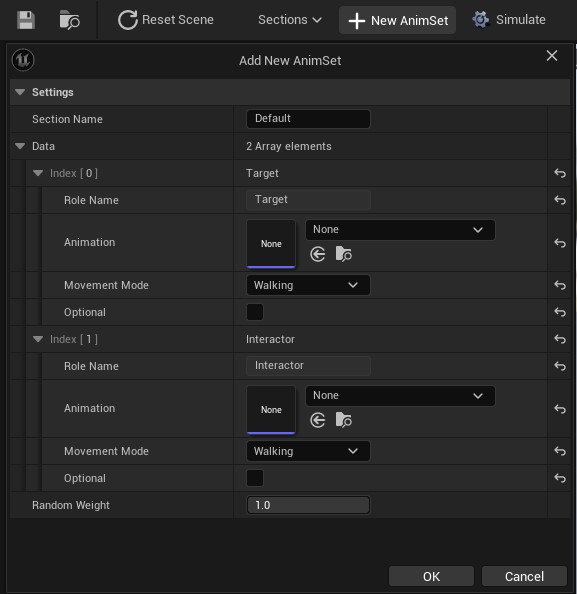 Reset Scene Sections New AnimSet Simulate
Add New AnimSet
Settings
Section Name Default
Data 2 Array elements
Index [ 0 ] Target
Role Name Target
Animation None None
Movement Mode Walking
Optional
Index [ 1 ] Interactor
Role Name Interactor
Animation None None
Movement Mode Walking
Optional
Random Weight 1.0
OK Cancel